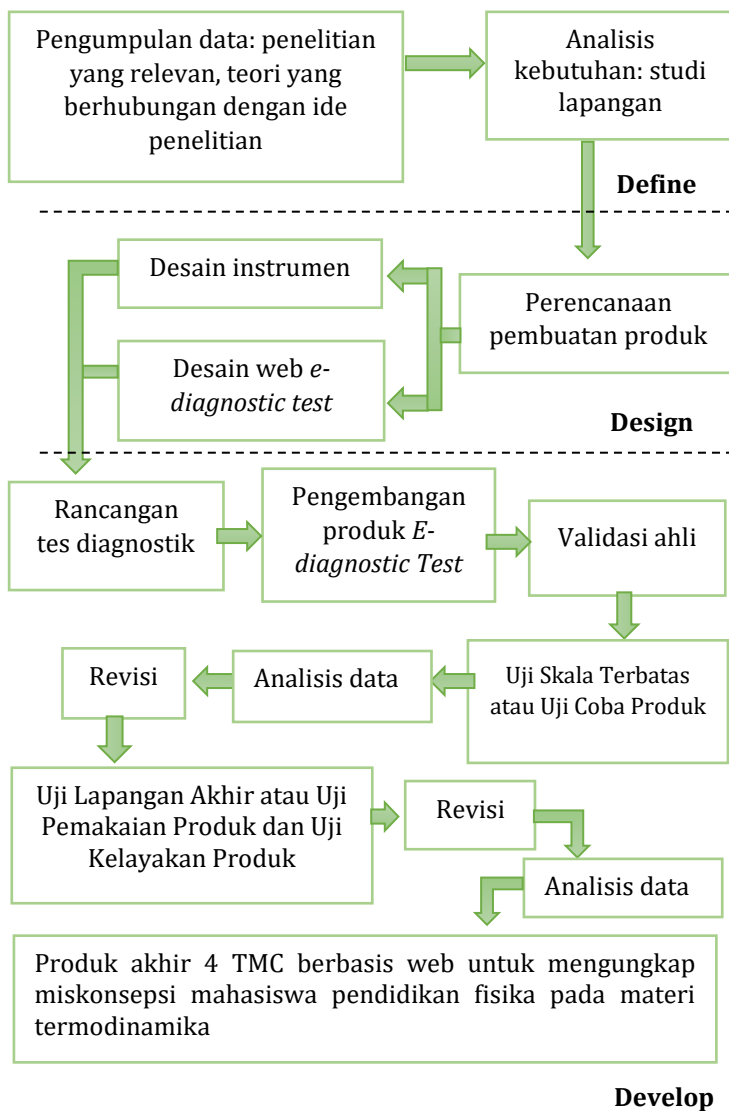 Pengumpulan data: penelitian
yang relevan, teori yang
berhubungan dengan ide
penelitian
Analisis
kebutuhan: studi
lapangan
Define
Desain instrumen
Perencanaan
pembuatan produk
Desain web e-
diagnostic test
Design
Rancangan
tes diagnostik
Pengembangan
produk E-
diagnostic Test
Validasi ahli
Uji Skala Terbatas
atau Uji Coba Produk
Analisis data
Revisi
Uji Lapangan Akhir atau Uji
Pemakaian Produk dan Uji
Kelayakan Produk
Revisi
Analisis data
Produk akhir 4 TMC berbasis web untuk mengungkap
miskonsepsi mahasiswa pendidikan fisika pada materi
termodinamika
Develop